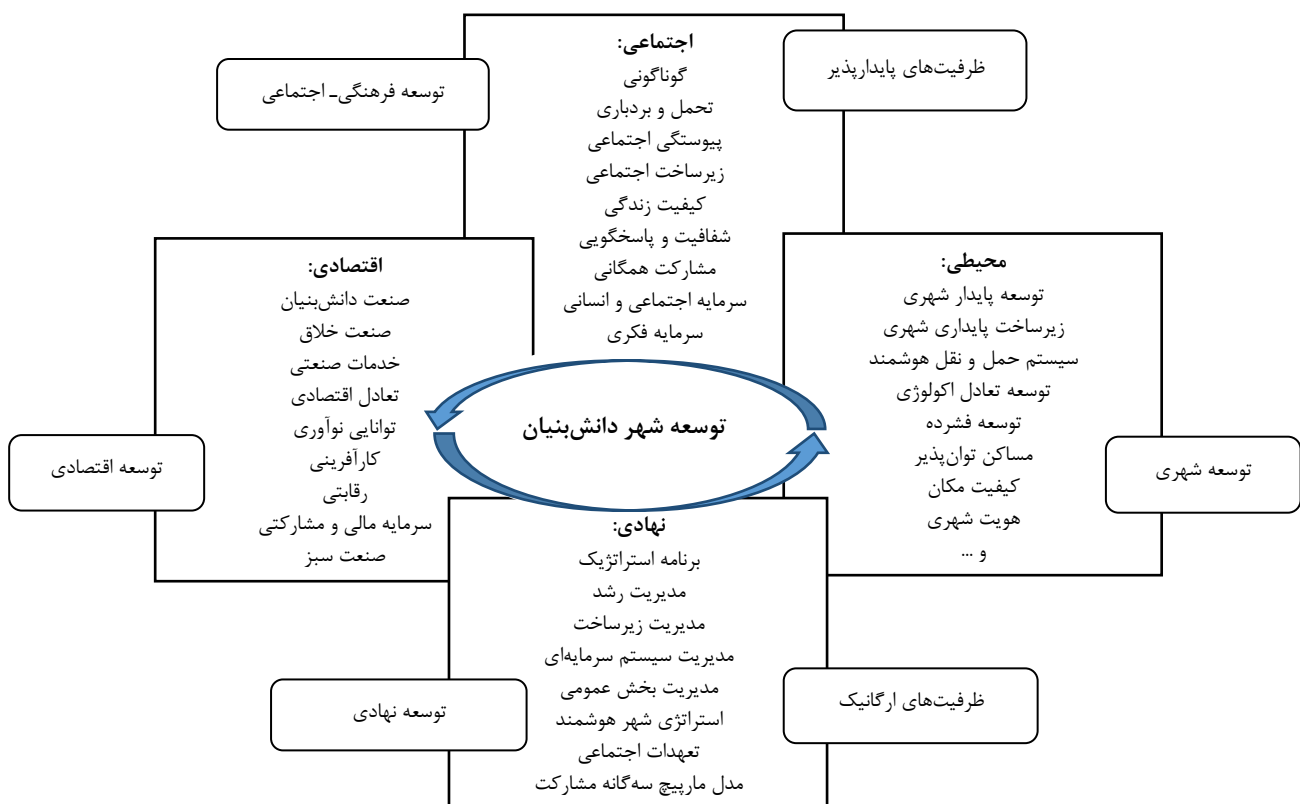 اجتماعی:
گوناگونی
تحمل و بردباری
پیوستگی اجتماعی
زیرساخت اجتماعی
کیفیت زندگی
شفافیت و پاسخگویی
مشارکت همگانی
سرمایه اجتماعی و انسانی
سرمایه فکری
ظرفیت‌های پایدارپذیر
توسعه فرهنگی- اجتماعی
محیطی:
توسعه پایدار شهری
زیرساخت پایداری شهری
سیستم حمل و نقل هوشمند
توسعه تعادل اکولوژی
توسعه فشرده
مساکن توان‌پذیر
کیفیت مکان
هویت شهری
و ...
توسعه شهری
توسعه شهر دانش‌بنیان
اقتصادی:
صنعت دانش‌بنیان
صنعت خلاق
خدمات صنعتی
تعادل اقتصادی
توانایی نوآوری
کارآفرینی
رقابتی
سرمایه مالی و مشارکتی
صنعت سبز
توسعه اقتصادی
نهادی:
برنامه استراتژیک
مدیریت رشد
مدیریت زیرساخت
مدیریت سیستم سرمایه‌ای
مدیریت بخش عمومی
استراتژی شهر هوشمند
تعهدات اجتماعی
مدل مارپیچ سه‌گانه مشارکت
ظرفیت‌های ارگانیک
توسعه نهادی